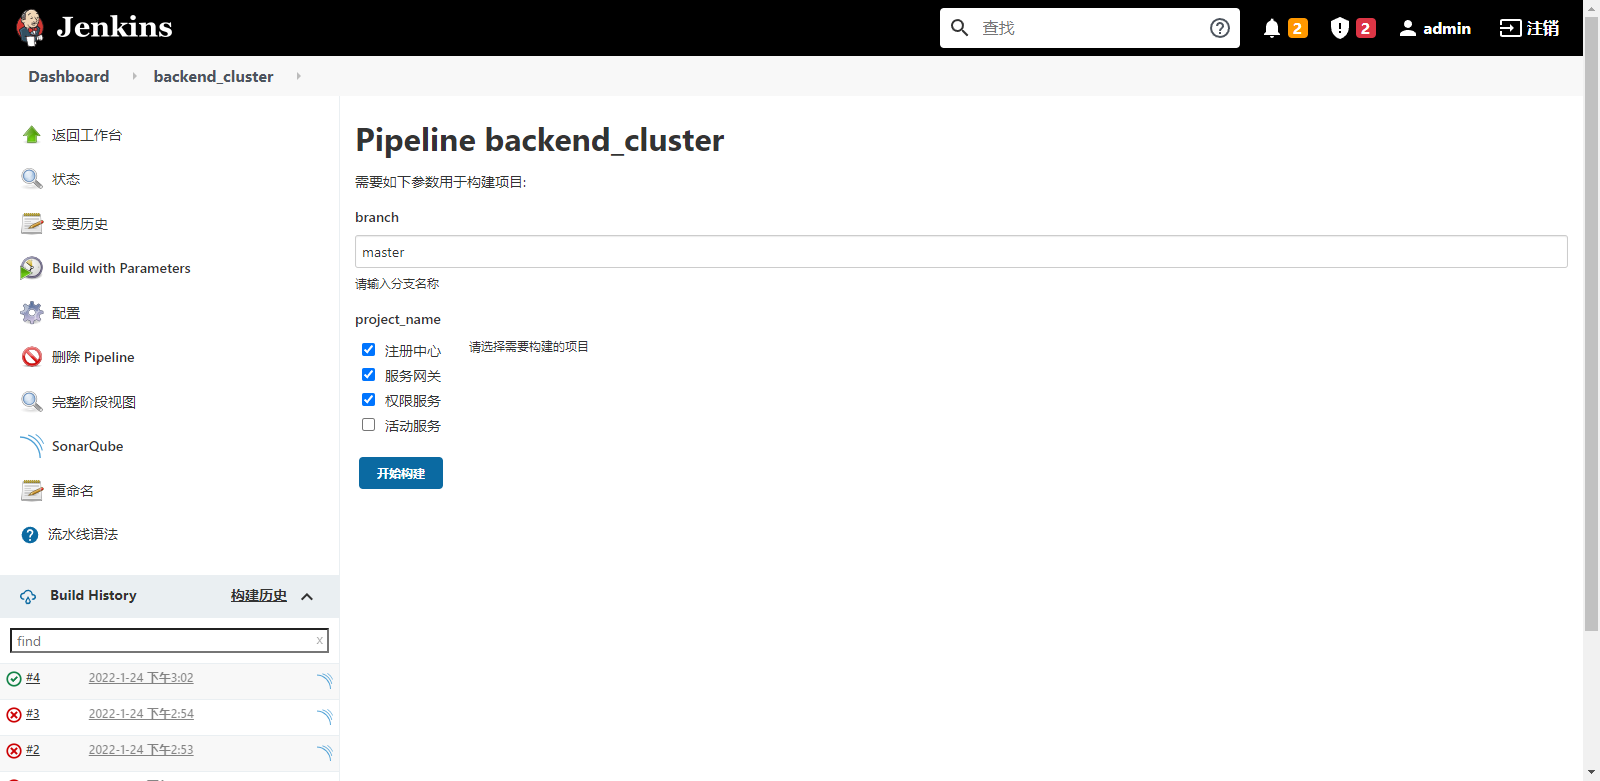 Jenkins
查找
2
2
admin
注销
Dashboard
backend_cluster
返回工作台
状态
变更历史
Build with Parameters
配置
删除 Pipeline
完整阶段视图
SonarQube
重命名
流水线语法
Build History
构建历史
find
x
#4
2022-1-24 下午3:02
#3
2022-1-24 下午2:54
#2
2022-1-24 下午2:53
Pipeline backend_cluster
需要如下参数用于构建项目:
branch
master
请输入分支名称
project_name
注册中心
请选择需要构建的项目
服务网关
权限服务
活动服务
开始构建